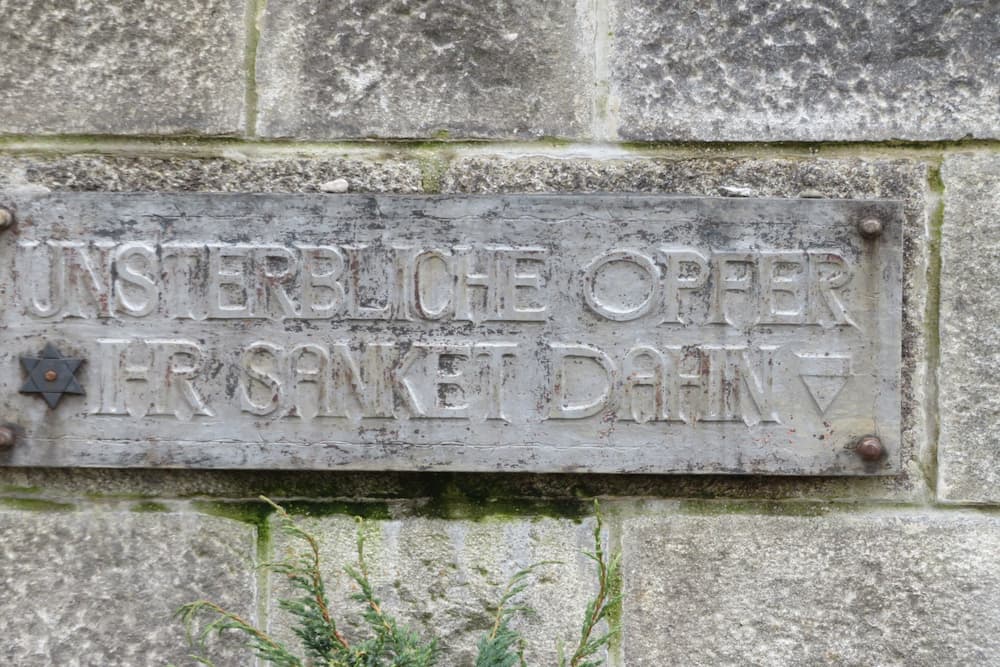 UNSTERBLICHE OPFER
IHR SANKET DAHIN